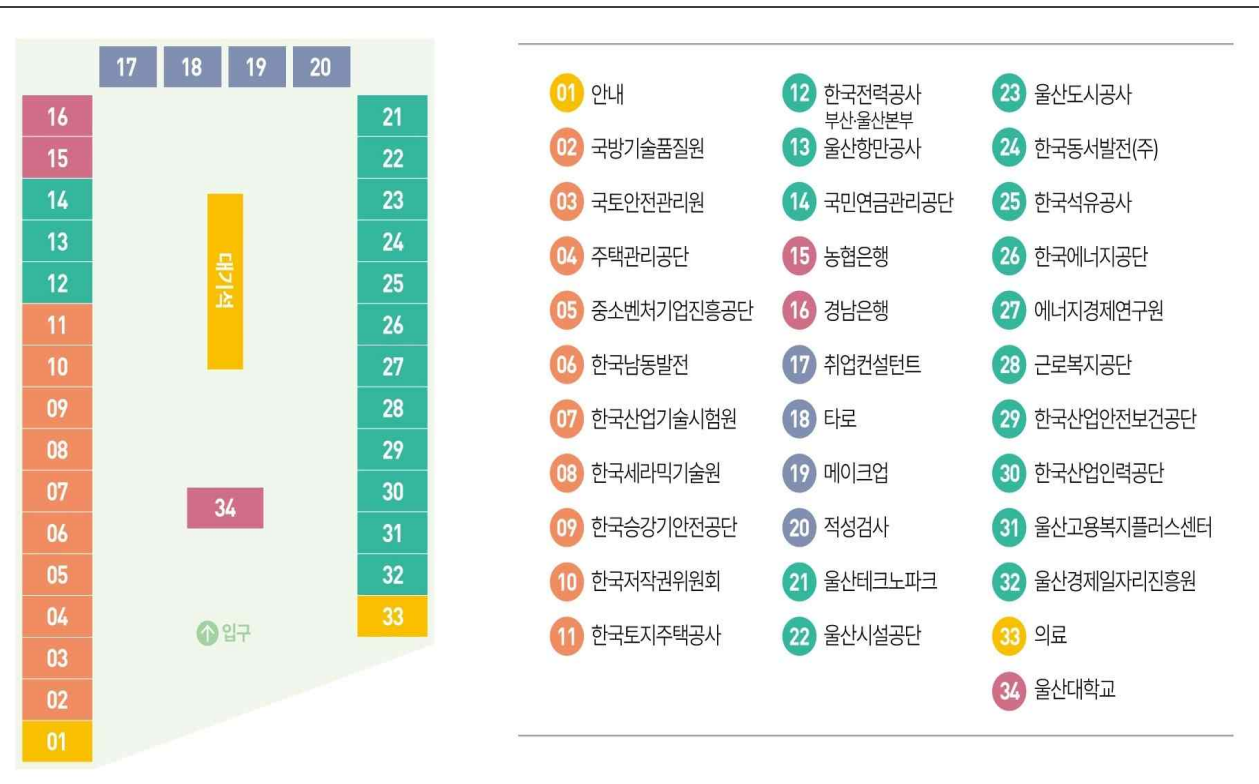 17 18 19 20
16
15
14
13
12
11
10
09
08
07
06
05
04
03
02
01
대기석
34
입구
21
22
23
24
25
26
27
28
29
30
31
32
33
01 안내
02 국방기술품질원
03 국토안전관리원
04 주택관리공단
05 중소벤처기업진흥공단
06 한국남동발전
07 한국산업기술시험원
08 한국세라믹기술원
09 한국승강기안전공단
10 한국저작권위원회
11 한국토지주택공사
12 한국전력공사
부산·울산본부
13 울산항만공사
14 국민연금관리공단
15 농협은행
16 경남은행
17 취업컨설턴트
18 타로
19 메이크업
20 적성검사
21 울산테크노파크
22 울산시설공단
23 울산도시공사
24 한국동서발전(주)
25 한국석유공사
26 한국에너지공단
27 에너지경제연구원
28 근로복지공단
29 한국산업안전보건공단
30 한국산업인력공단
31 울산고용복지플러스센터
32 울산경제일자리진흥원
33 의료
34 울산대학교